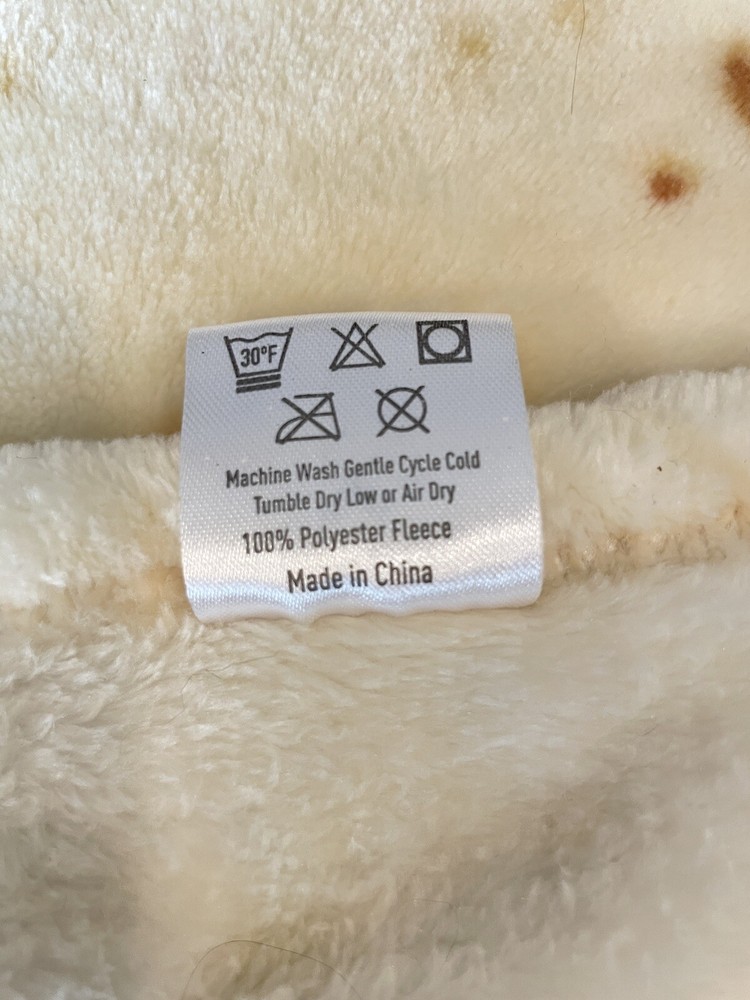 30°F
Machine Wash Gentle Cycle Cold
Tumble Dry Low or Air Dry
100% Polyester Fleece
Made in China